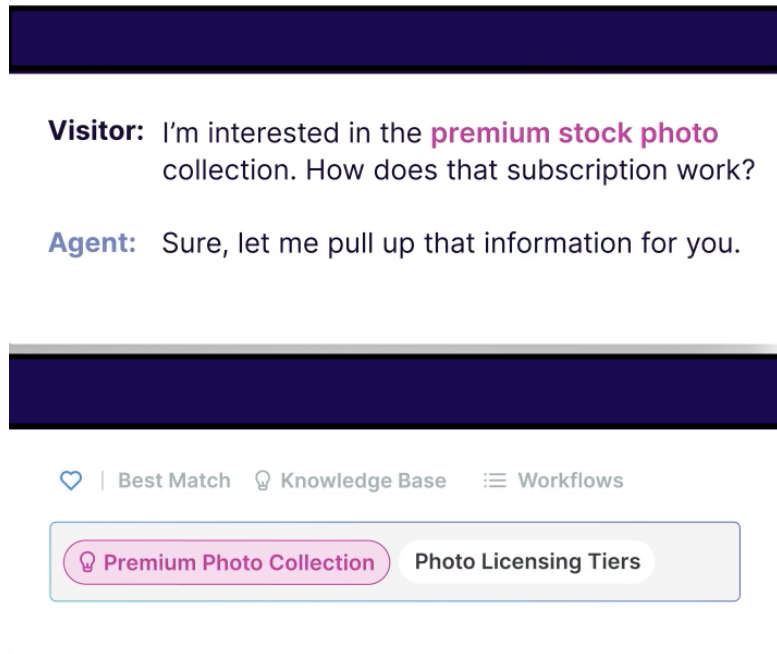 Visitor: I’m interested in the premium stock photo
collection. How does that subscription work?
Agent: Sure, let me pull up that information for you.
Best Match Knowledge Base Workflows
Premium Photo Collection Photo Licensing Tiers